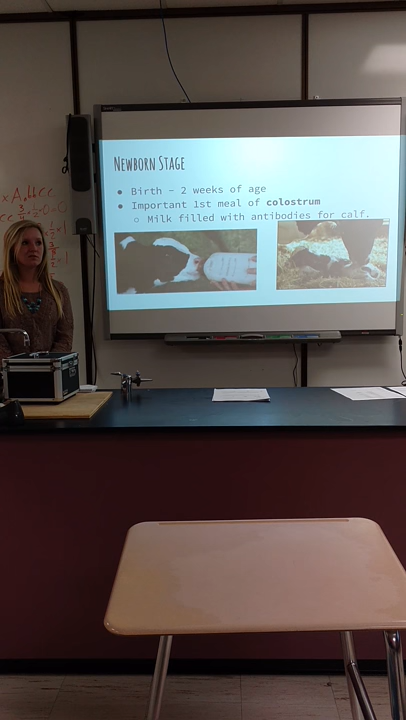 NEWBORN STAGE
● Birth – 2 weeks of age
● Important 1st meal of colostrum
○ Milk filled with antibodies for calf.